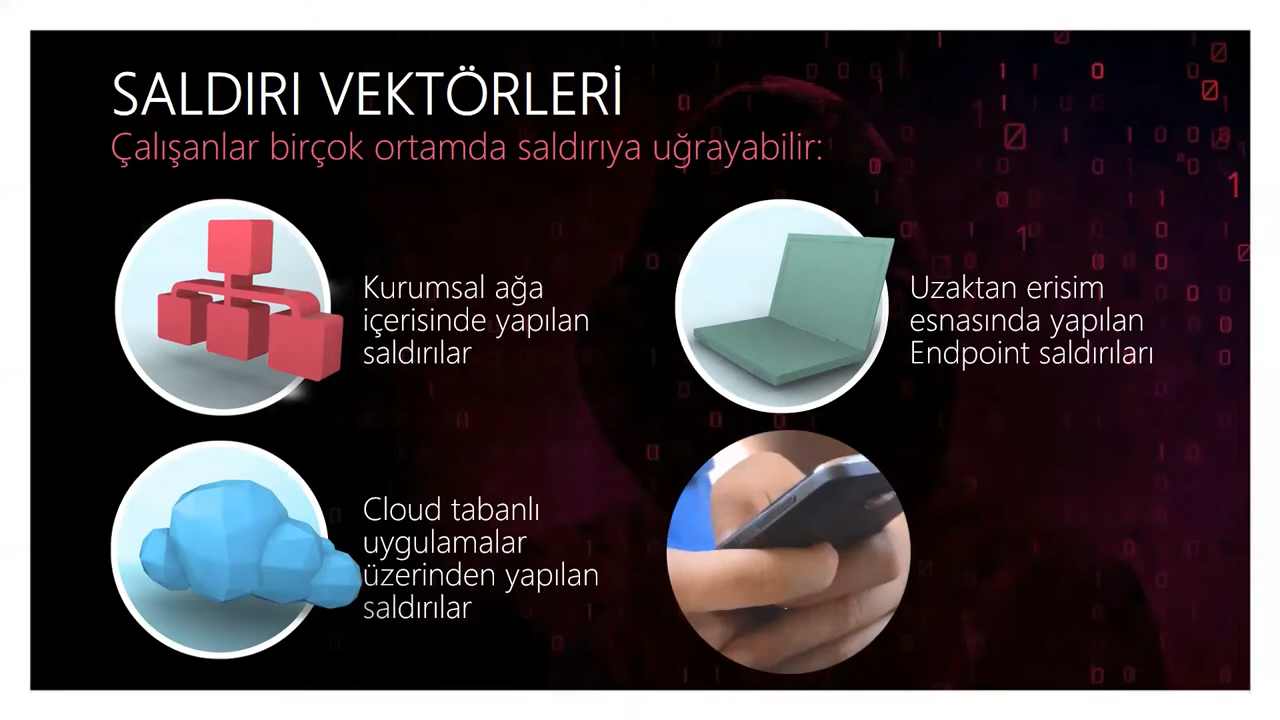 SALDIRI VEKTÖRLERİ
Çalışanlar birçok ortamda saldırıya uğrayabilir:
Kurumsal ağa
içerisinde yapılan
saldırılar
Uzaktan erisim
esnasında yapılan
Endpoint saldırıları
Cloud tabanlı
uygulamalar
üzerinden yapılan
saldırılar